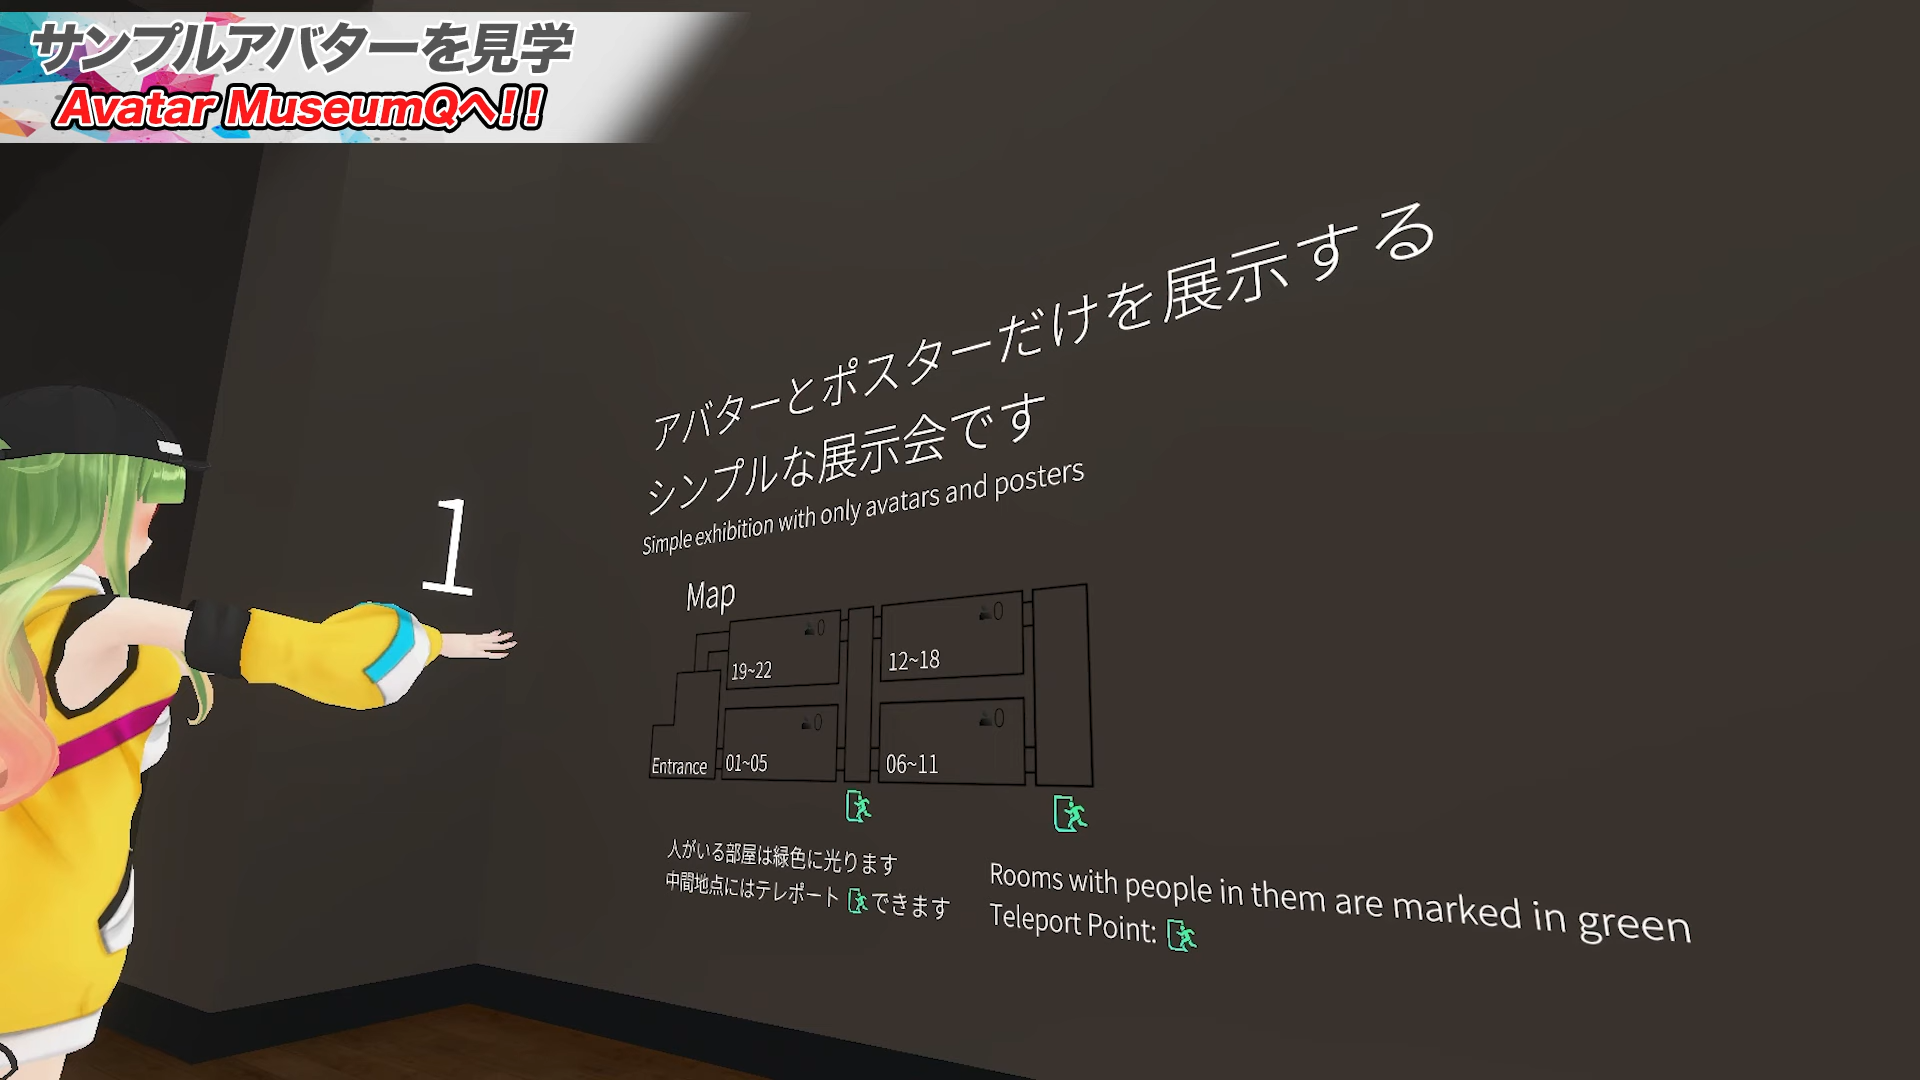 サンプルアバターを見学
Avatar MuseumQへ!!
1
アバターとポスターだけを展示する
シンプルな展示会です
Simple exhibition with only avatars and posters
Map
0
0
19~22
12~18
0
0
Entrance
01~05
06~11
人がいる部屋は緑色に光ります
中間地点にはテレポート できます
Rooms with people in them are marked in green
Teleport Point: